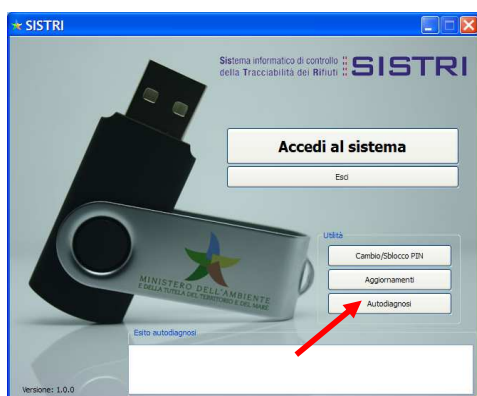 SISTRI
Sistema informatico di controllo
della Tracciabilità dei Rifiuti
SISTRI
Accedi al sistema
Esci
Utilità
Cambio/Sblocco PIN
Aggiornamenti
Autodiagnosi
MINISTERO DELL'AMBIENTE
E DELLA TUTELA DEL TERRITORIO E DEL MARE
Esito autodiagnosi
Versione: 1.0.0